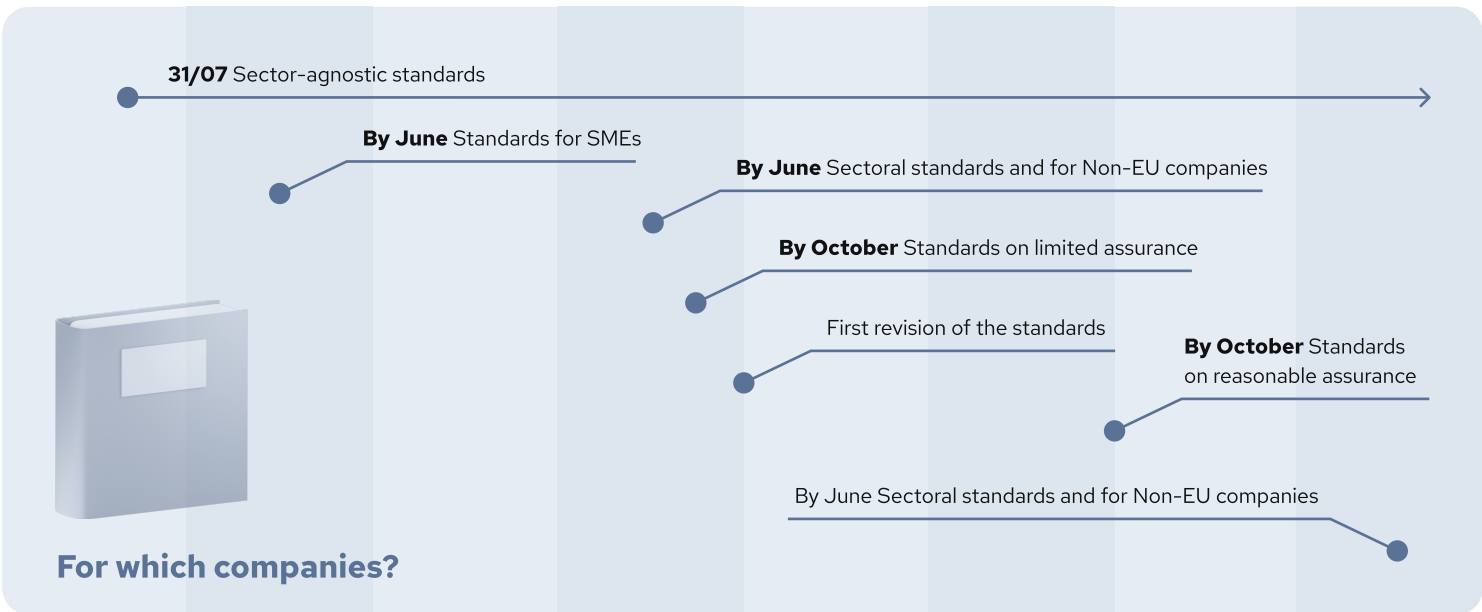 31/07 Sector-agnostic standards
By June Standards for SMEs
By June Sectoral standards and for Non-EU companies
By October Standards on limited assurance
First revision of the standards
By October Standards
on reasonable assurance
By June Sectoral standards and for Non-EU companies
For which companies?